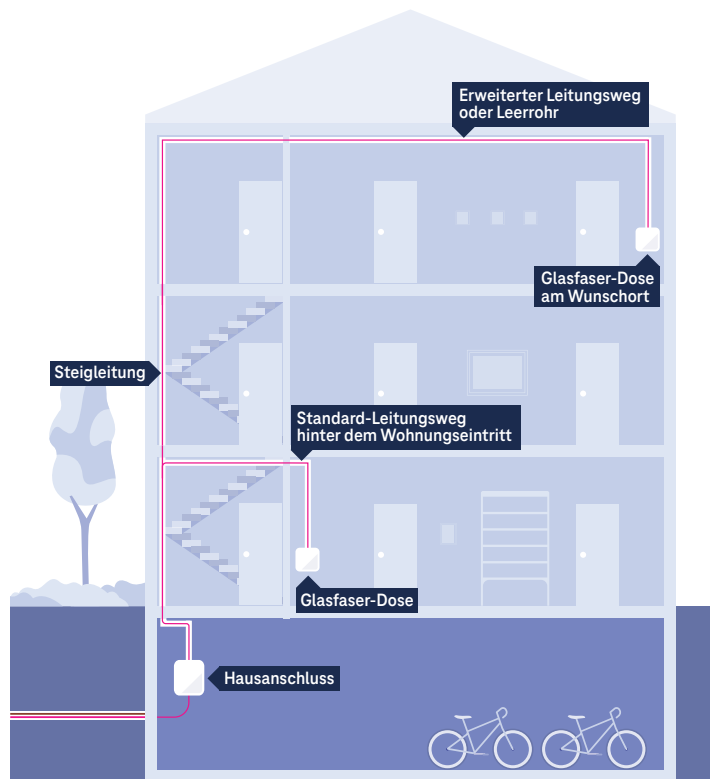 Erweiterter Leitungsweg
oder Leerrohr
Glasfaser-Dose
am Wunschort
Steigleitung
Standard-Leitungsweg
hinter dem Wohnungseintritt
Glasfaser-Dose
Hausanschluss